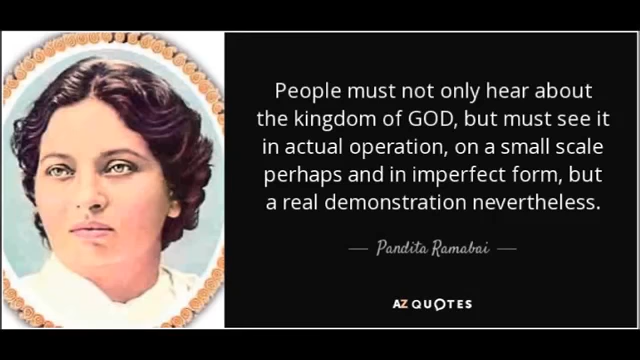 People must not only hear about
the kingdom of GOD, but must see it
in actual operation, on a small scale
perhaps and in imperfect form, but
a real demonstration nevertheless.
Pandita Ramabai
AZ QUOTES